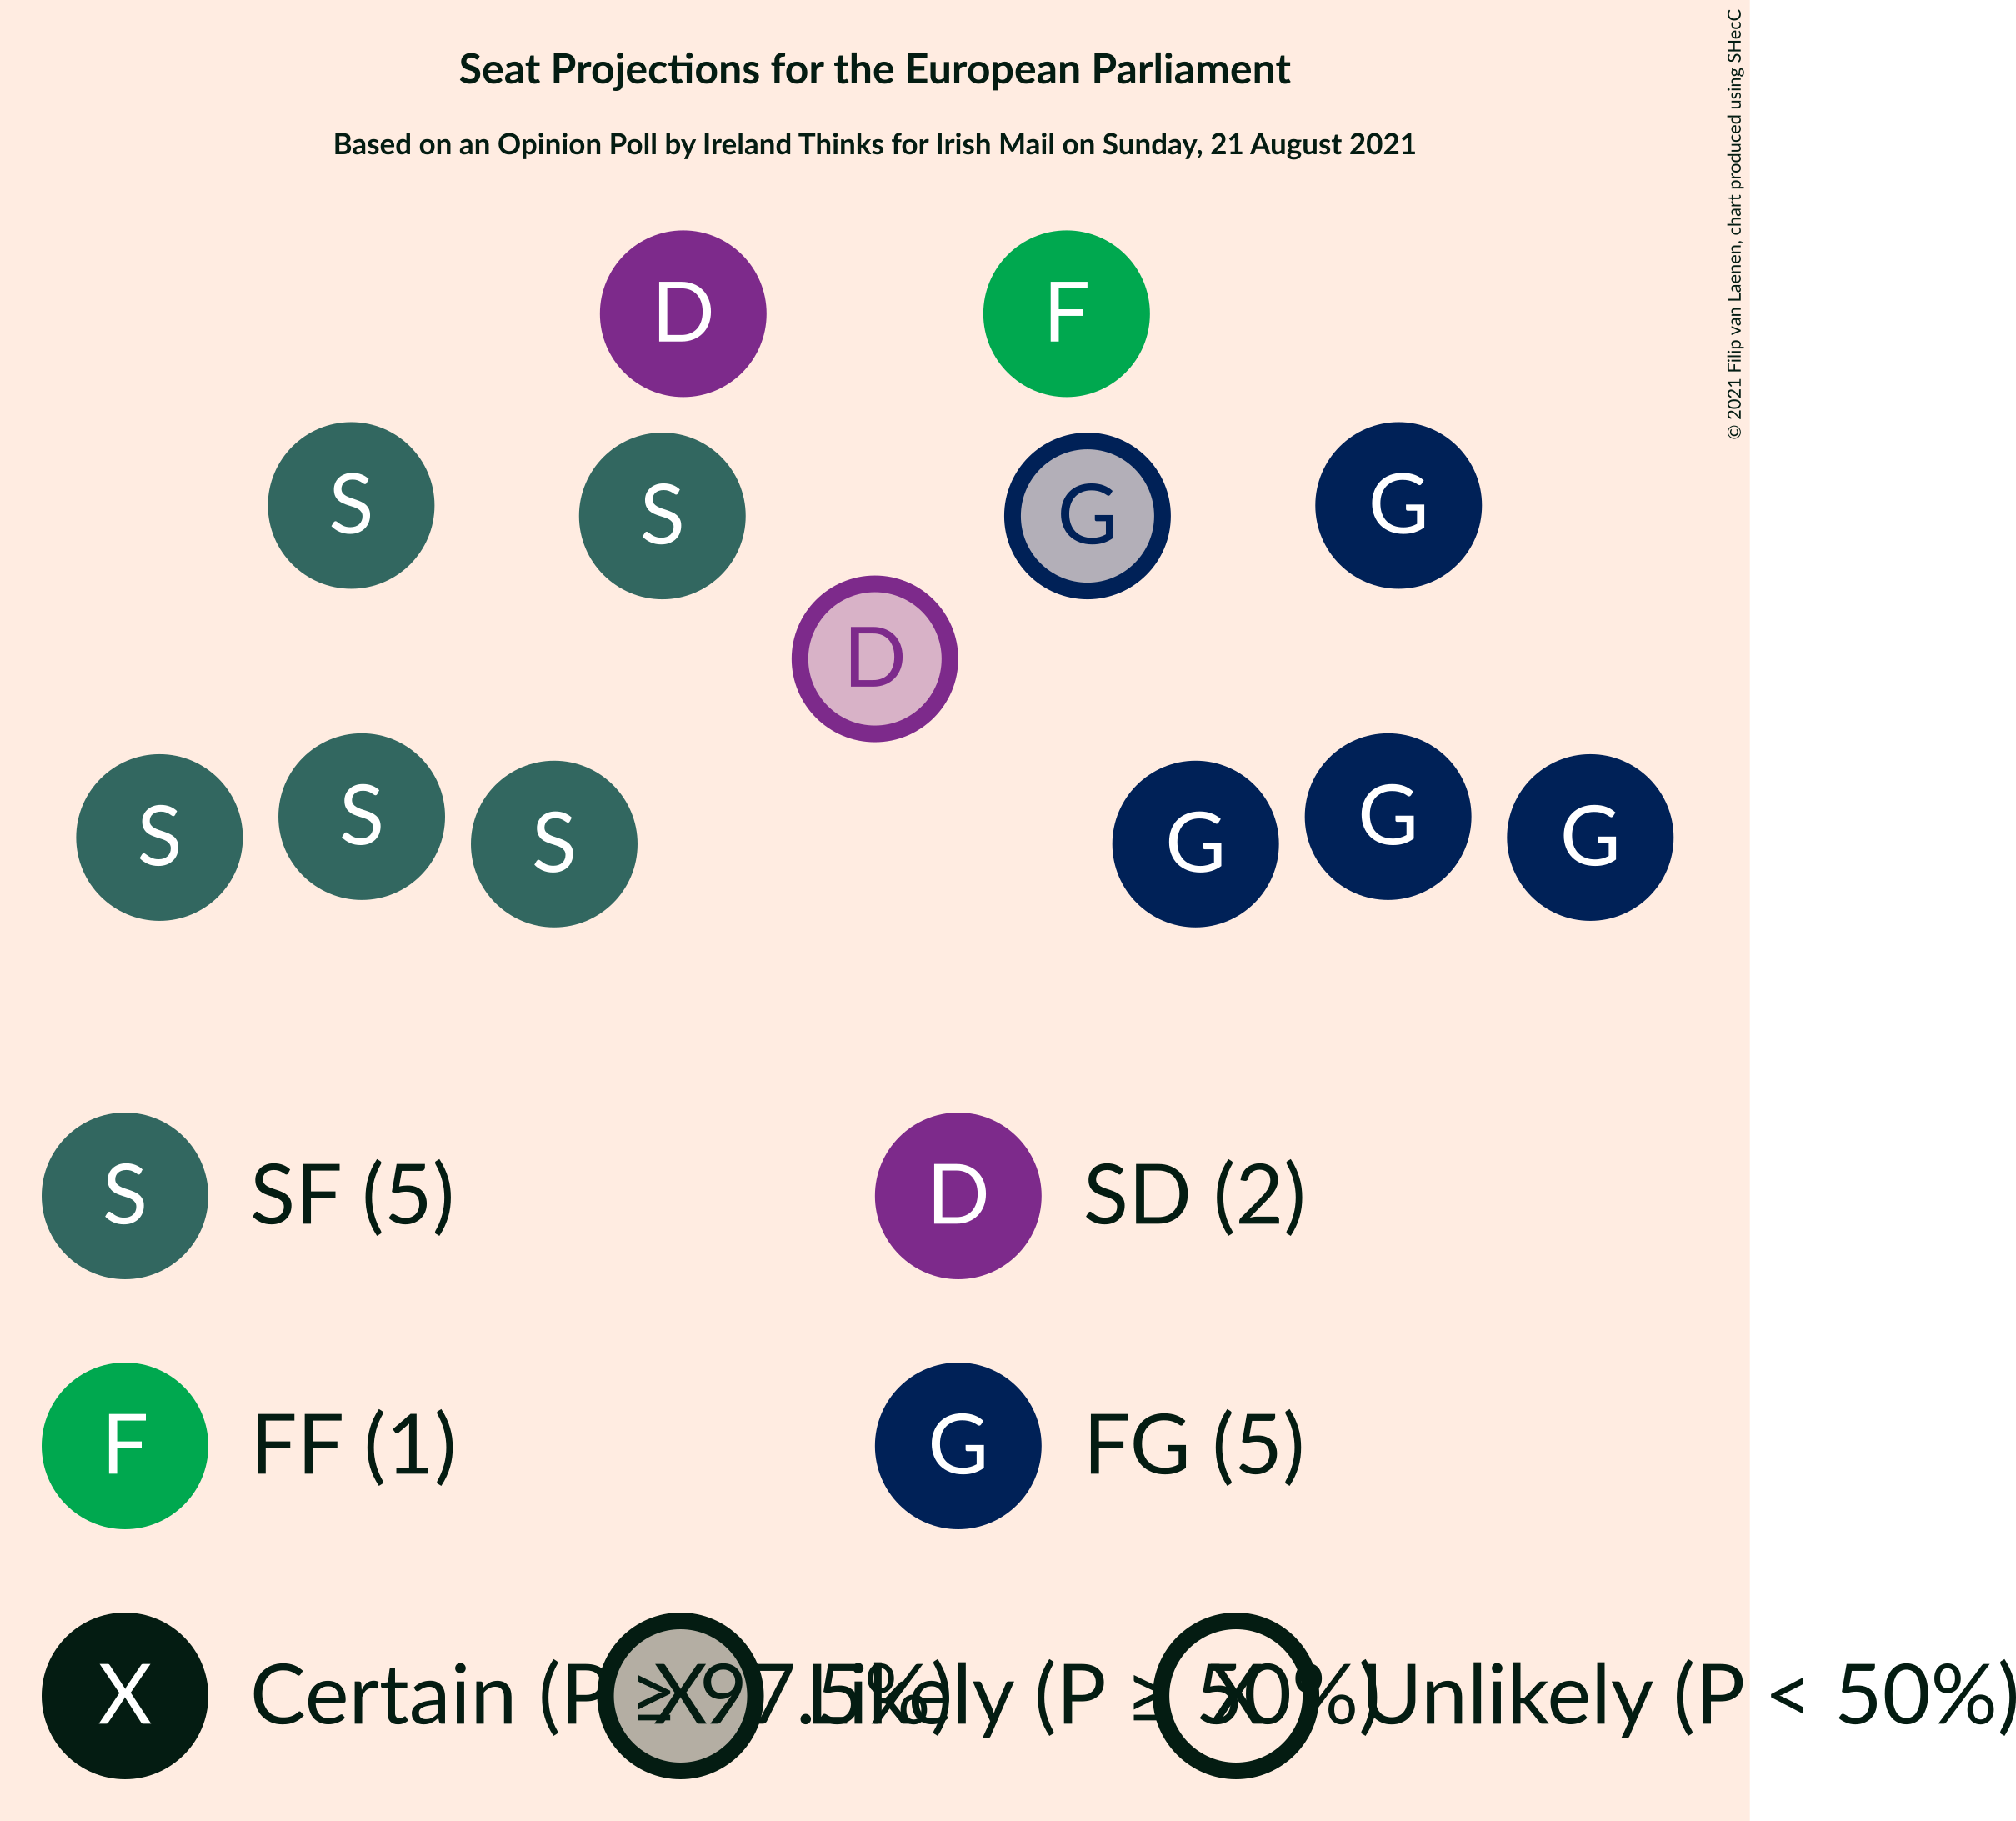 Seat Projections for the European Parliament
Based on an Opinion Poll by Ireland Thinks for Irish Mail on Sunday, 21 August 2021
© 2021 Filip van Laenen, chart produced using SHecC
D F
S S G G
D
S S S G G G
S SF (5) D SD (2)
F FF (1) G FG (5)
X Certain (P ≥ 97.5%) X Likely (P ≥ 50%) X Unlikely (P < 50%)